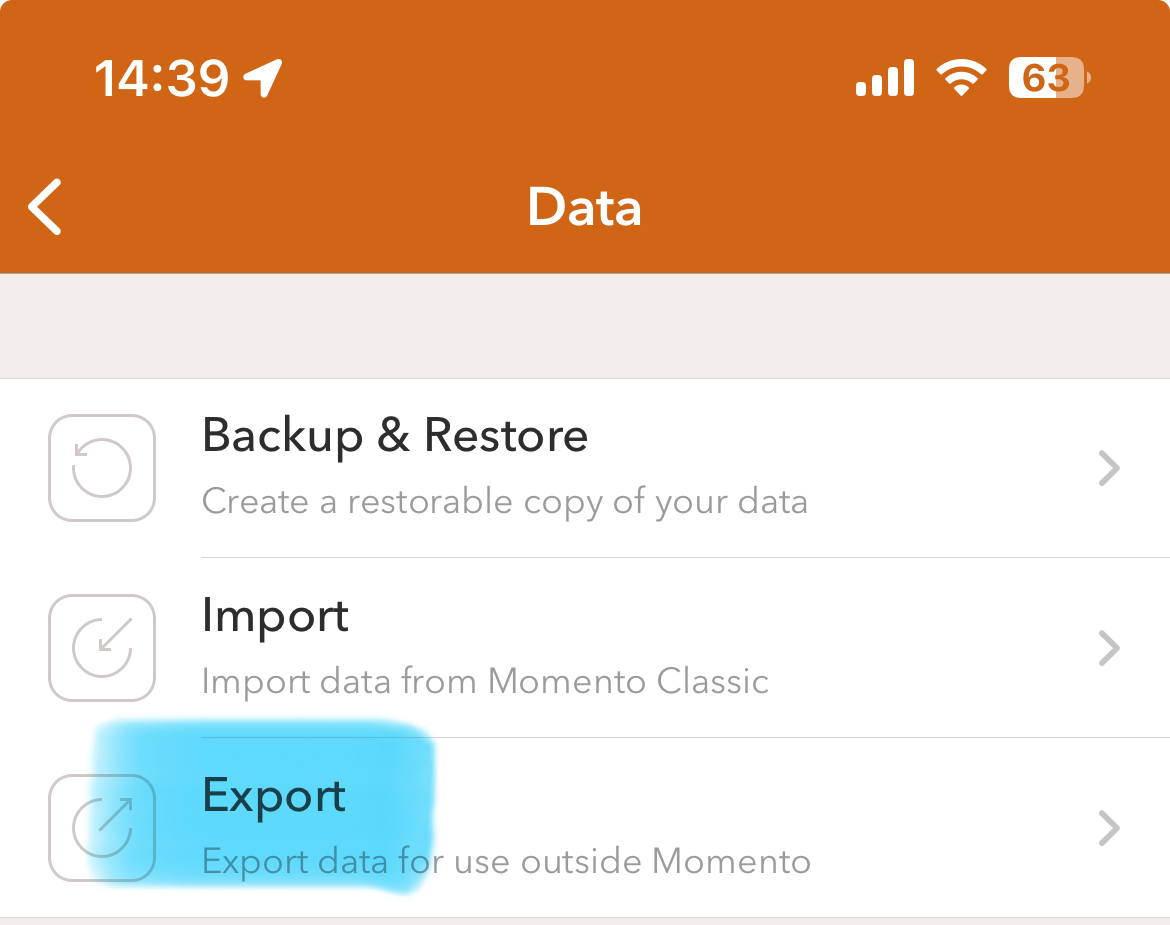 14:39
63
Data
Backup & Restore
Create a restorable copy of your data
Import
Import data from Momento Classic
Export
Export data for use outside Momento